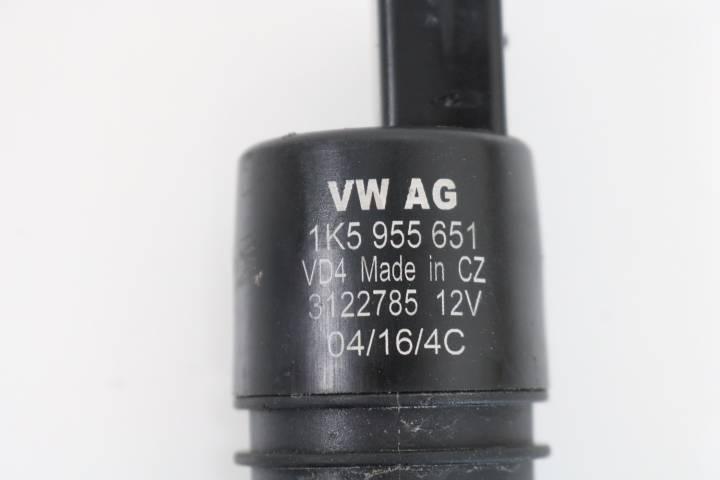 VW AG
1K5 955 651
VD4 Made in CZ
3122785 12V
04/16/4C